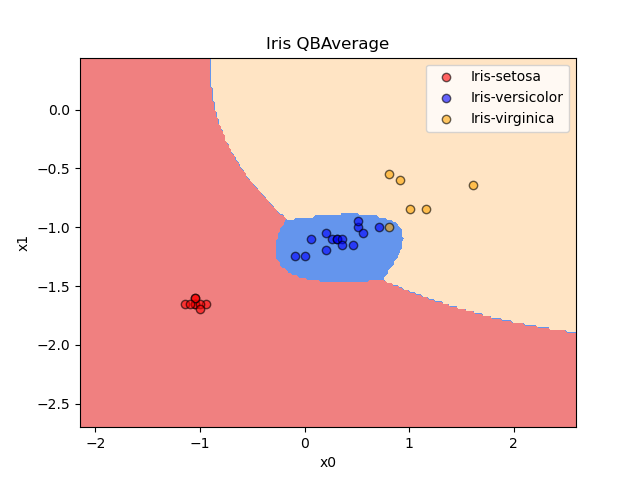 Iris QBAverage
Iris-setosa
Iris-versicolor
Iris-virginica
0.0
−0.5
−1.0
−1.5
−2.0
−2.5
x1
−2
−1
0
1
2
x0